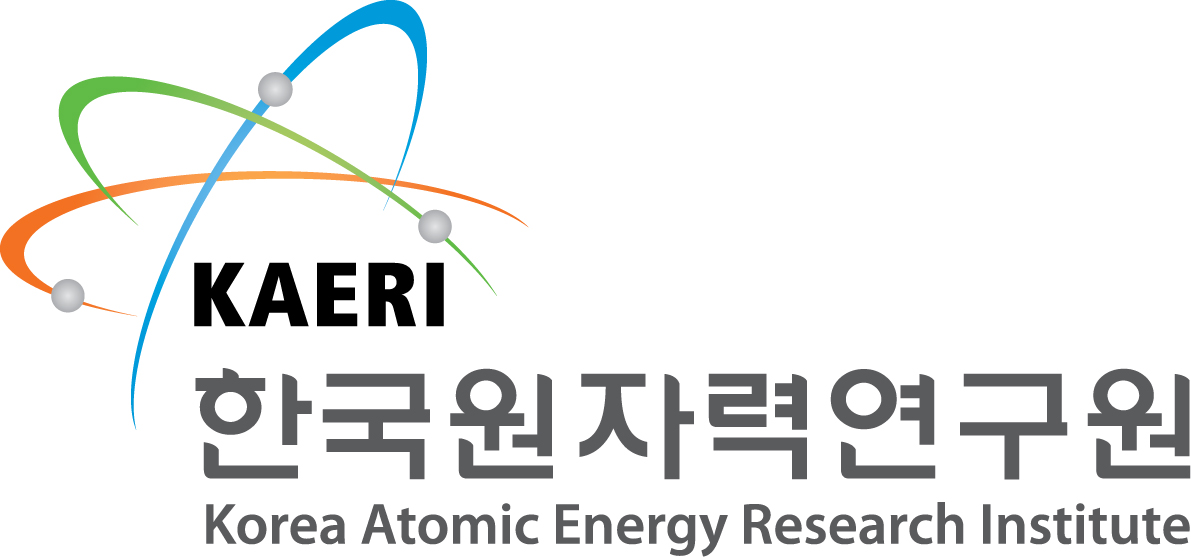 KAERI
한국원자력연구원
Korea Atomic Energy Research Institute